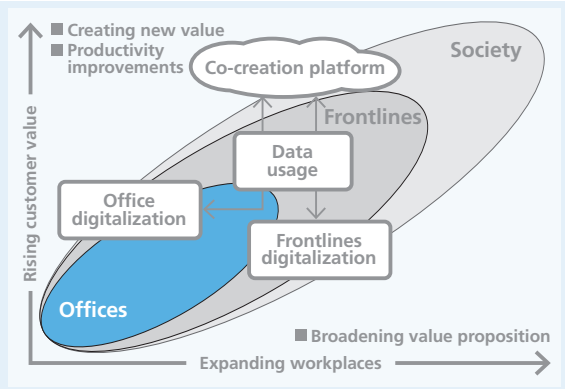 ■ Creating new value
■ Productivity
improvements
Co-creation platform
Society
Frontlines
Data
usage
Office
digitalization
Frontlines
digitalization
Offices
Rising customer value
■ Broadening value proposition
Expanding workplaces